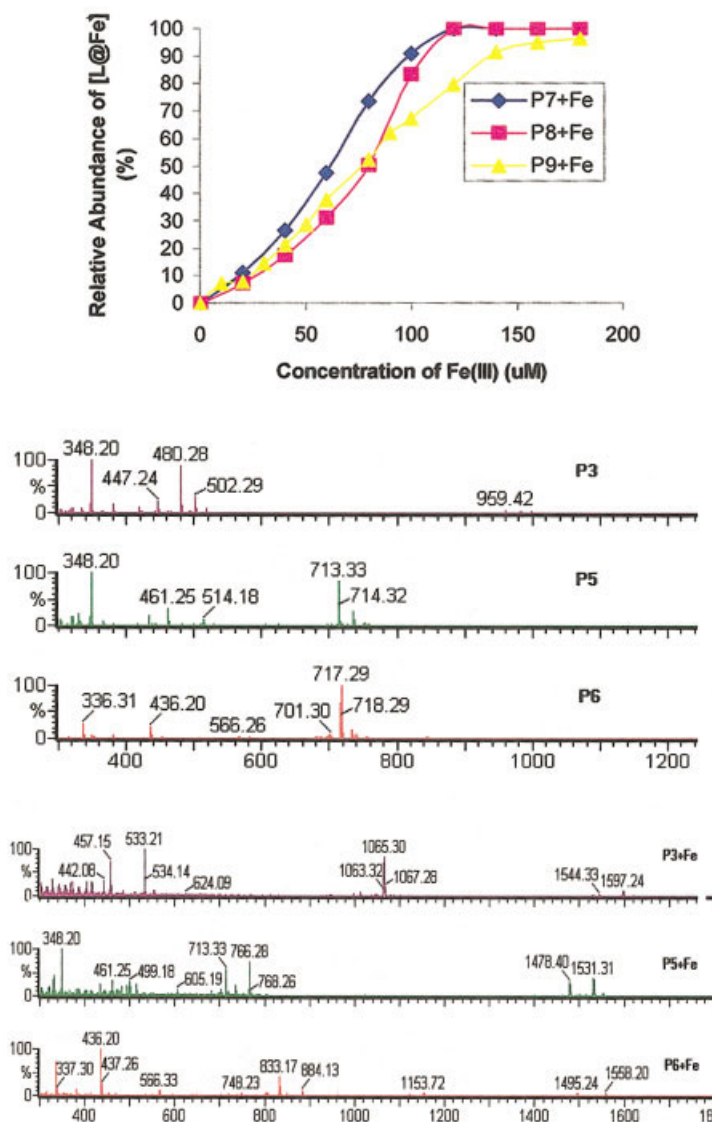 Relative Abundance of [L@Fe]
(%)
100
90
80
70
60
50
40
30
20
10
0
P7+Fe
P8+Fe
P9+Fe
0 50 100 150 200
Concentration of Fe(III) (uM)
348.20 480.28
447.24 502.29 959.42 P3
100
%
0
348.20 713.33 P5
461.25 514.18 714.32
100
%
0
717.29 P6
336.31 436.20 566.26 701.30 718.29
100
%
0
400 600 800 1000 1200
457.15 533.21 1065.30 P3+Fe
442.08 534.14 624.09 1063.32 1067.28 1544.33 1597.24
100
%
0
348.20 713.33 766.28 1478.40 1531.31 P5+Fe
461.25 499.18 605.19 768.26
100
%
0
436.20 833.17 P6+Fe
337.30 437.26 566.33 748.23 884.13 1153.72 1495.24 1558.20
100
%
0
400 600 800 1000 1200 1400 1600